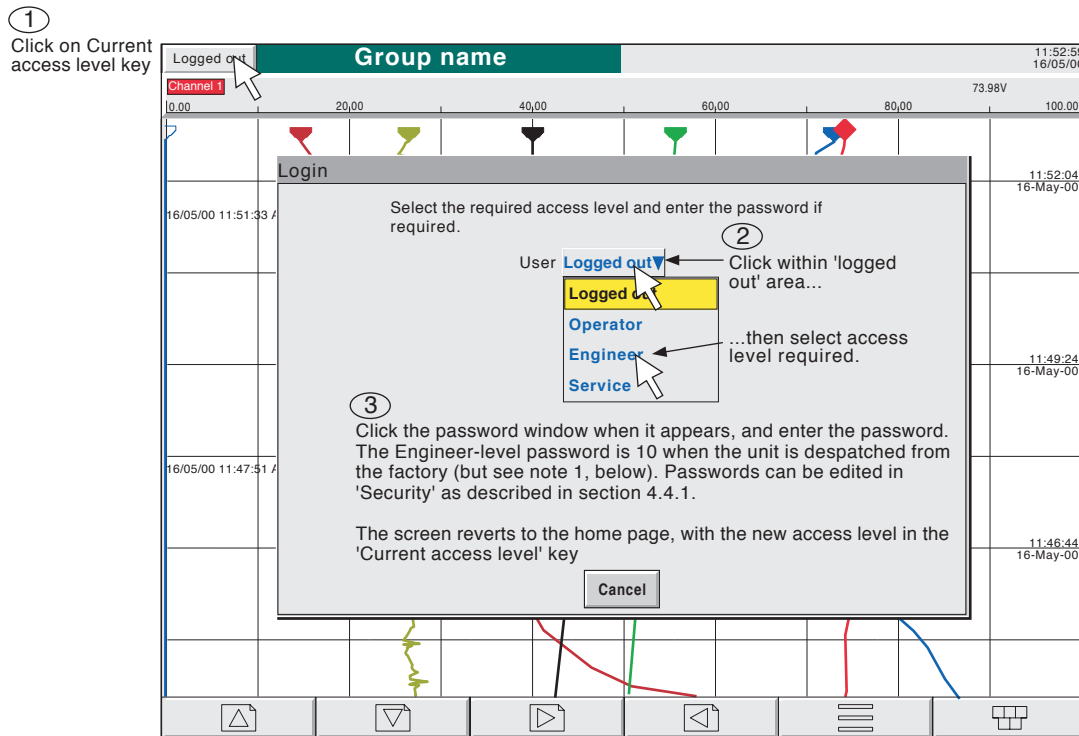 1
Click on Current
access level key
Logged out
Group name
11:52:59
16/05/00
Channel 1
73.98V
0.00 20.00 40.00 60.00 80.00 100.00
11:52:04
16-May-00
Login
16/05/00 11:51:33
Select the required access level and enter the password if
required.
2
User Logged out
Click within 'logged
out' area...
Logged out
Operator
Engineer
Service
...then select access
level required.
11:49:24
16-May-00
3
Click the password window when it appears, and enter the password.
The Engineer-level password is 10 when the unit is despatched from
the factory (but see note 1, below). Passwords can be edited in
'Security' as described in section 4.4.1.
16/05/00 11:47:51
The screen reverts to the home page, with the new access level in the
'Current access level' key
11:46:44
16-May-00
Cancel